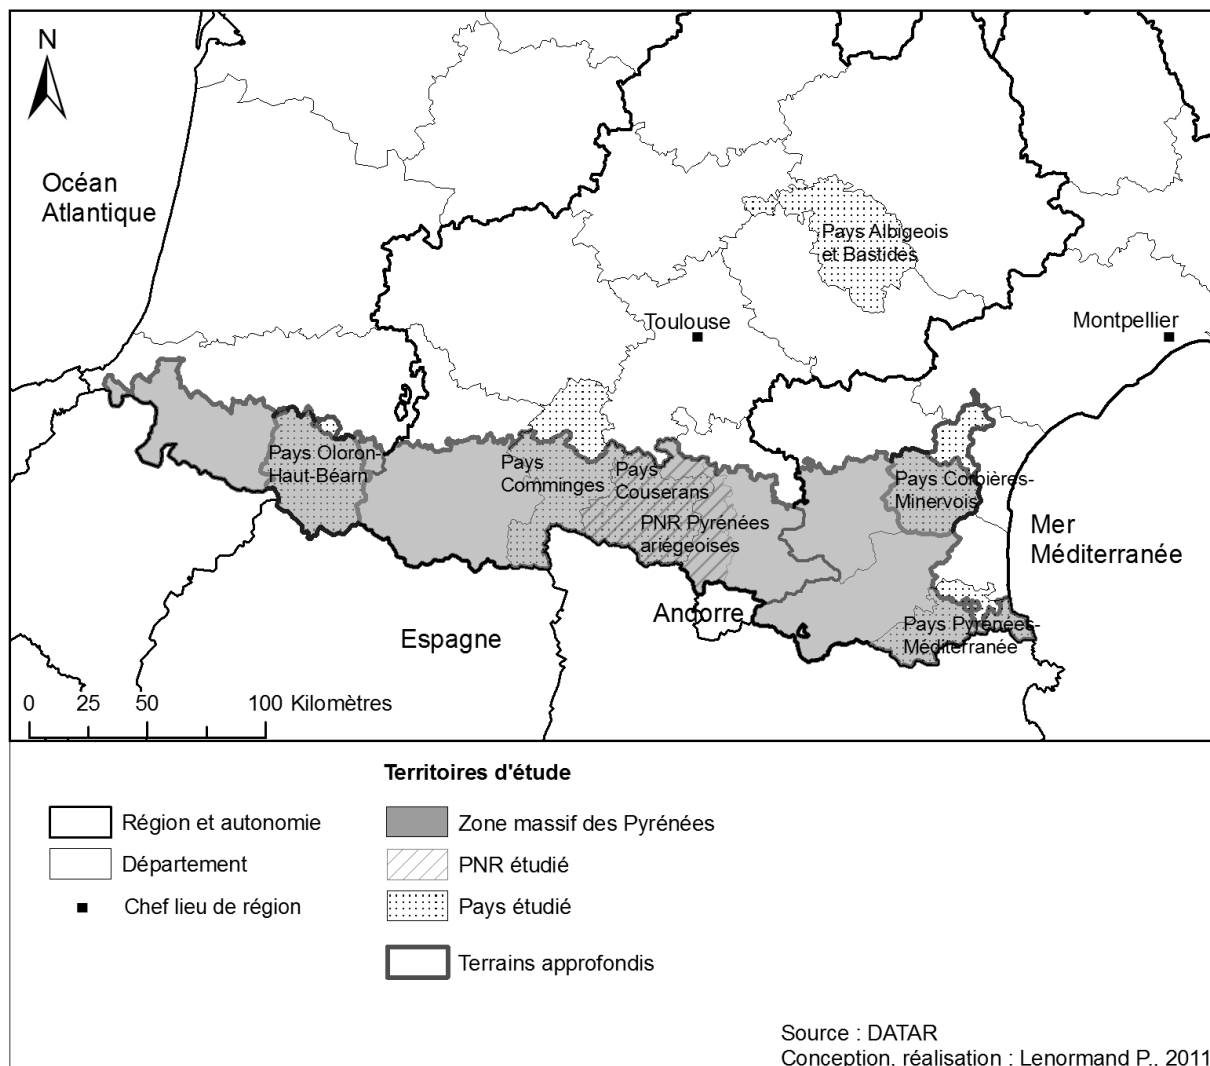 N
Océan
Atlantique
Pays Albigeois
et Bastides
Toulouse
Montpellier
Pays Oloron-
Haut-Béarn
Pays
Comminges
Pays
Couserans
PNR Pyrénées
ariégeoises
Pays Corbières-
Minervois
Mer
Méditerranée
Andorre
Espagne
Pays Pyrénées-
Méditerranée
0 25 50 100 Kilomètres
Territoires d'étude
Région et autonomie
Département
Chef lieu de région
Zone massif des Pyrénées
PNR étudié
Pays étudié
Terrains approfondis
Source : DATAR
Conception, réalisation : Lenormand P., 2011